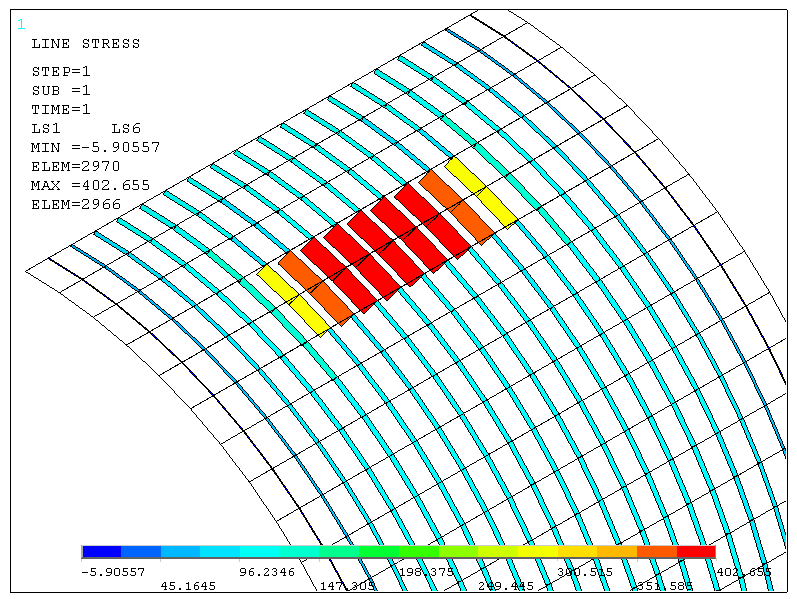 1
LINE STRESS
STEP=1
SUB =1
TIME=1
LS1 LS6
MIN =-5.90557
ELEM=2970
MAX =402.655
ELEM=2966
-5.90557 96.2346 198.375 300.515 402.655
45.1645 147.305 249.445 351.585